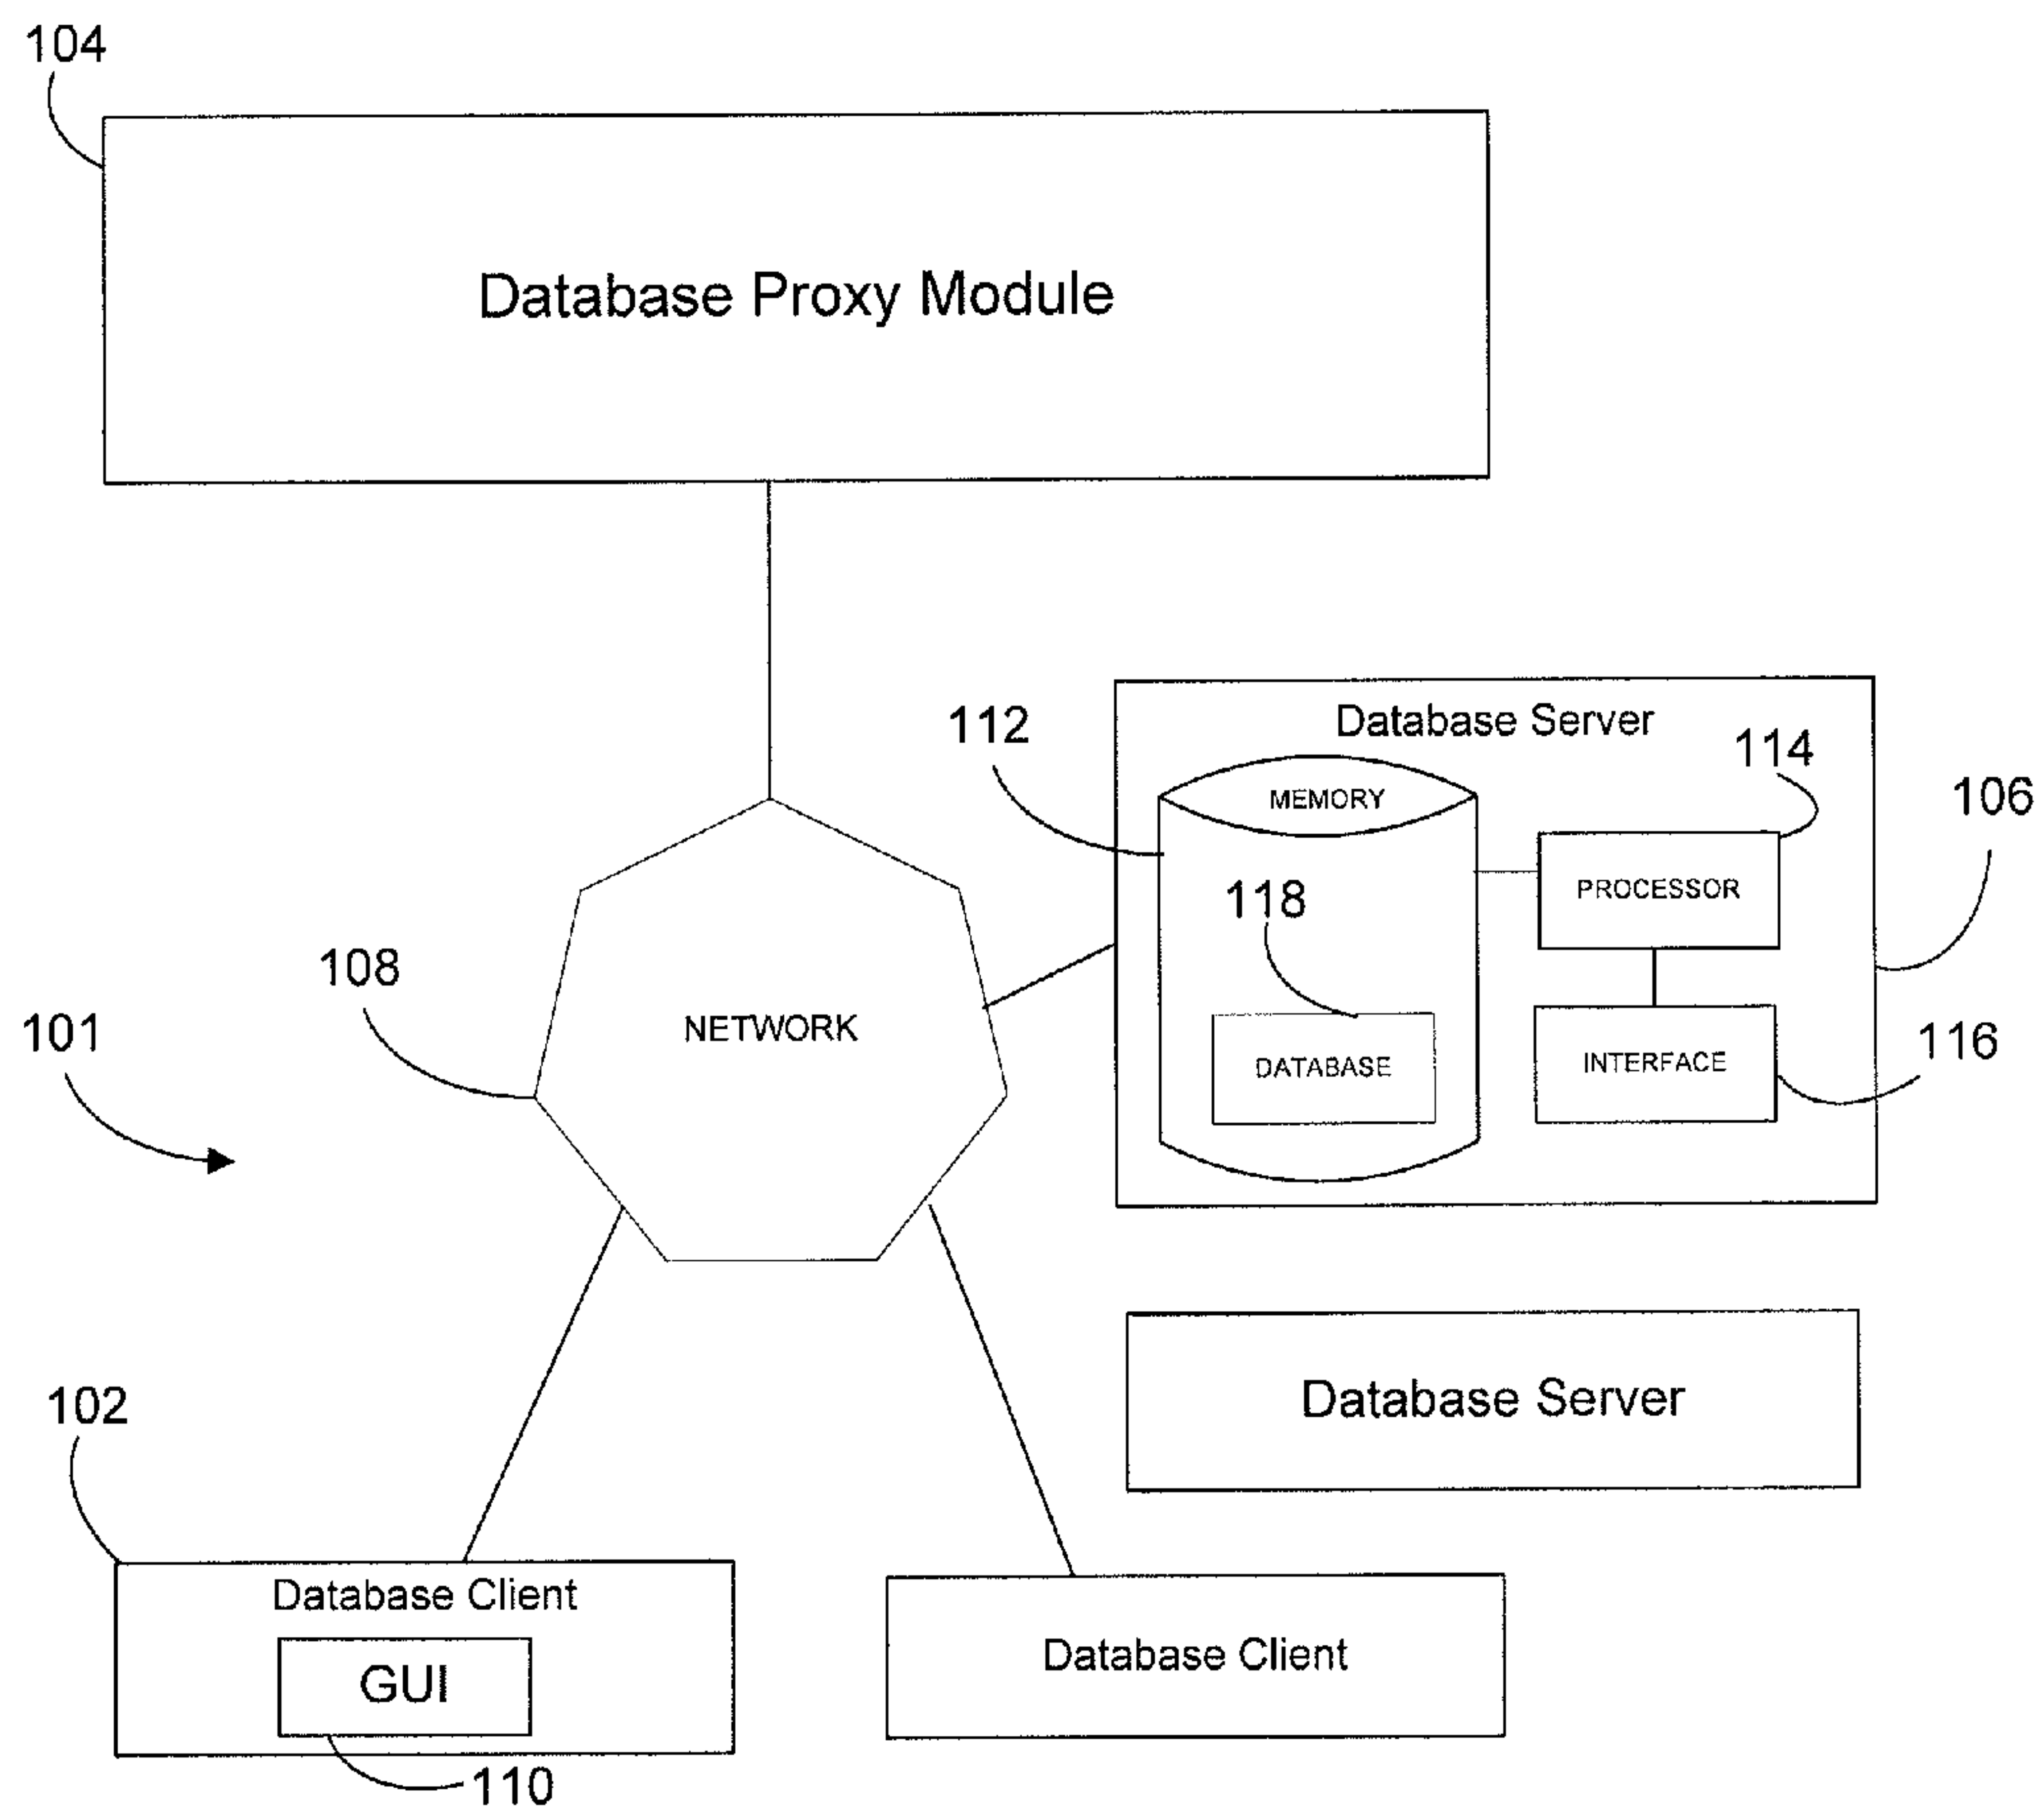 104
Database Proxy Module
112
Database Server
114
MEMORY
106
PROCESSOR
118
108
NETWORK
101
DATABASE
INTERFACE
116
Database Server
102
Database Client
GUI
Database Client
110